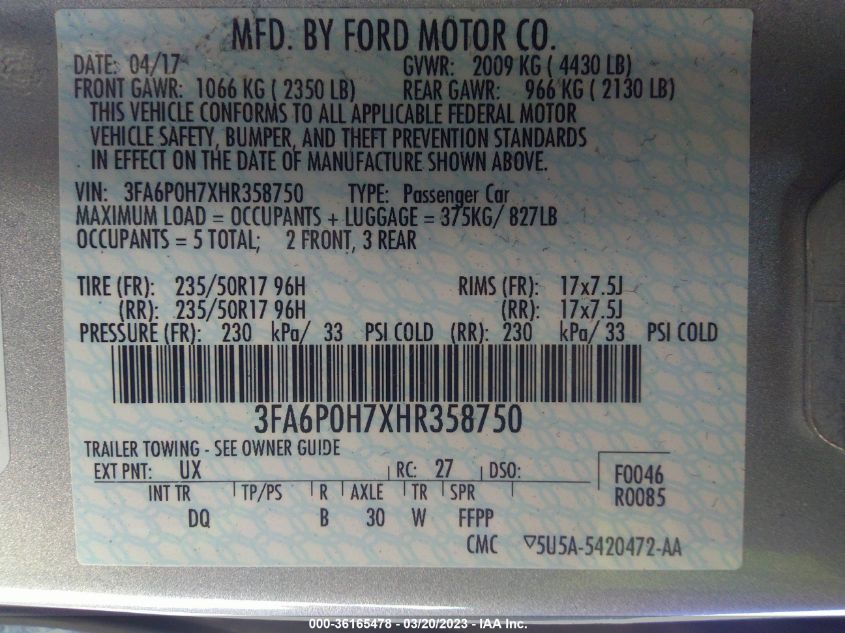 MFD. BY FORD MOTOR CO.
DATE: 04/17 GVWR: 2009 KG ( 4430 LB)
FRONT GAWR: 1066 KG ( 2350 LB) REAR GAWR: 966 KG ( 2130 LB)
THIS VEHICLE CONFORMS TO ALL APPLICABLE FEDERAL MOTOR
VEHICLE SAFETY, BUMPER, AND THEFT PREVENTION STANDARDS
IN EFFECT ON THE DATE OF MANUFACTURE SHOWN ABOVE.
VIN: 3FA6P0H7XHR358750 TYPE: Passenger Car
MAXIMUM LOAD = OCCUPANTS + LUGGAGE = 375KG/ 827LB
OCCUPANTS = 5 TOTAL; 2 FRONT, 3 REAR
TIRE (FR): 235/50R17 96H RIMS (FR): 17x7.5J
(RR): 235/50R17 96H (RR): 17x7.5J
PRESSURE (FR): 230 kPa/ 33 PSI COLD (RR): 230 kPa/ 33 PSI COLD
3FA6P0H7XHR358750
TRAILER TOWING - SEE OWNER GUIDE
EXT PNT: UX RC: 27 DSO: F0046
R0085
INT TR TP/PS R AXLE TR SPR
DQ B 30 W FFPP
CMC ▽5U5A-5420472-AA
000-36165478 - 03/20/2023 - IAA Inc.